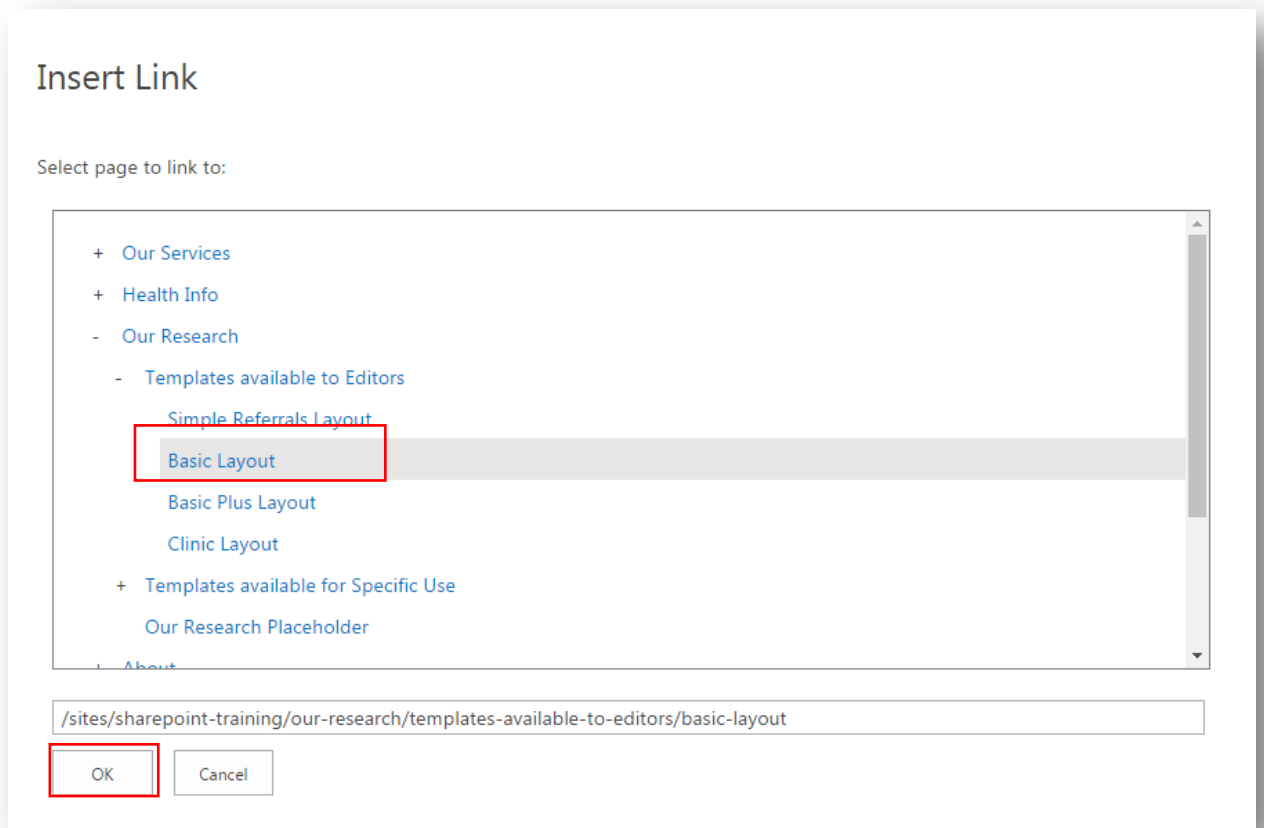 Insert Link
Select page to link to:
+ Our Services
+ Health Info
- Our Research
- Templates available to Editors
Simple Referrals Layout
Basic Layout
Basic Plus Layout
Clinic Layout
+ Templates available for Specific Use
Our Research Placeholder
+ About
/sites/sharepoint-training/our-research/templates-available-to-editors/basic-layout
OK Cancel